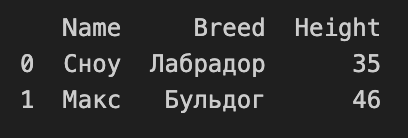 Name Breed Height
0 Сноу Лабрадор 35
1 Макс Бульдог 46